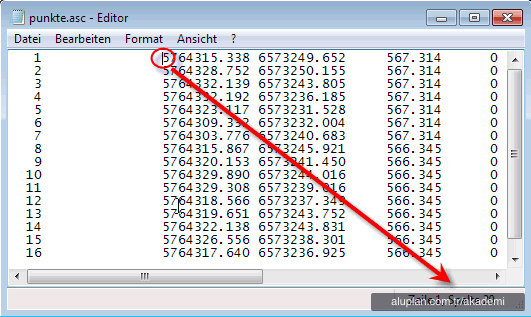 punkte.asc - Editor
Datei Bearbeiten Format Ansicht ?
1 5764315.338 6573249.652 567.314 0
2 5764328.752 6573250.155 567.314 0
3 5764332.139 6573243.805 567.314 0
4 5764332.192 6573236.185 567.314 0
5 5764323.117 6573231.528 567.314 0
6 5764309.332 6573232.004 567.314 0
7 5764303.776 6573240.683 567.314 0
8 5764315.867 6573245.921 566.345 0
9 5764320.153 6573241.450 566.345 0
10 5764329.890 6573244.016 566.345 0
11 5764329.308 6573239.016 566.345 0
12 5764318.566 6573237.349 566.345 0
13 5764319.651 6573243.752 566.345 0
14 5764322.138 6573243.831 566.345 0
15 5764326.556 6573238.301 566.345 0
16 5764317.640 6573236.925 566.345 0
aluplan.com.tr/akademi